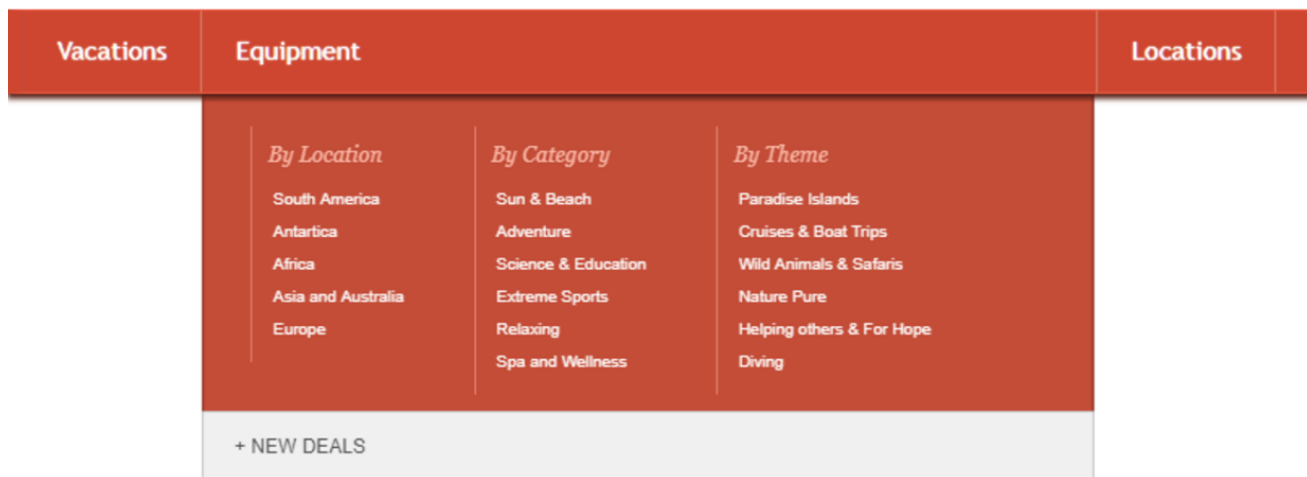 Vacations
Equipment
Locations
By Location
South America
Antartica
Africa
Asia and Australia
Europe
By Category
Sun & Beach
Adventure
Science & Education
Extreme Sports
Relaxing
Spa and Wellness
By Theme
Paradise Islands
Cruises & Boat Trips
Wild Animals & Safaris
Nature Pure
Helping others & For Hope
Diving
+ NEW DEALS